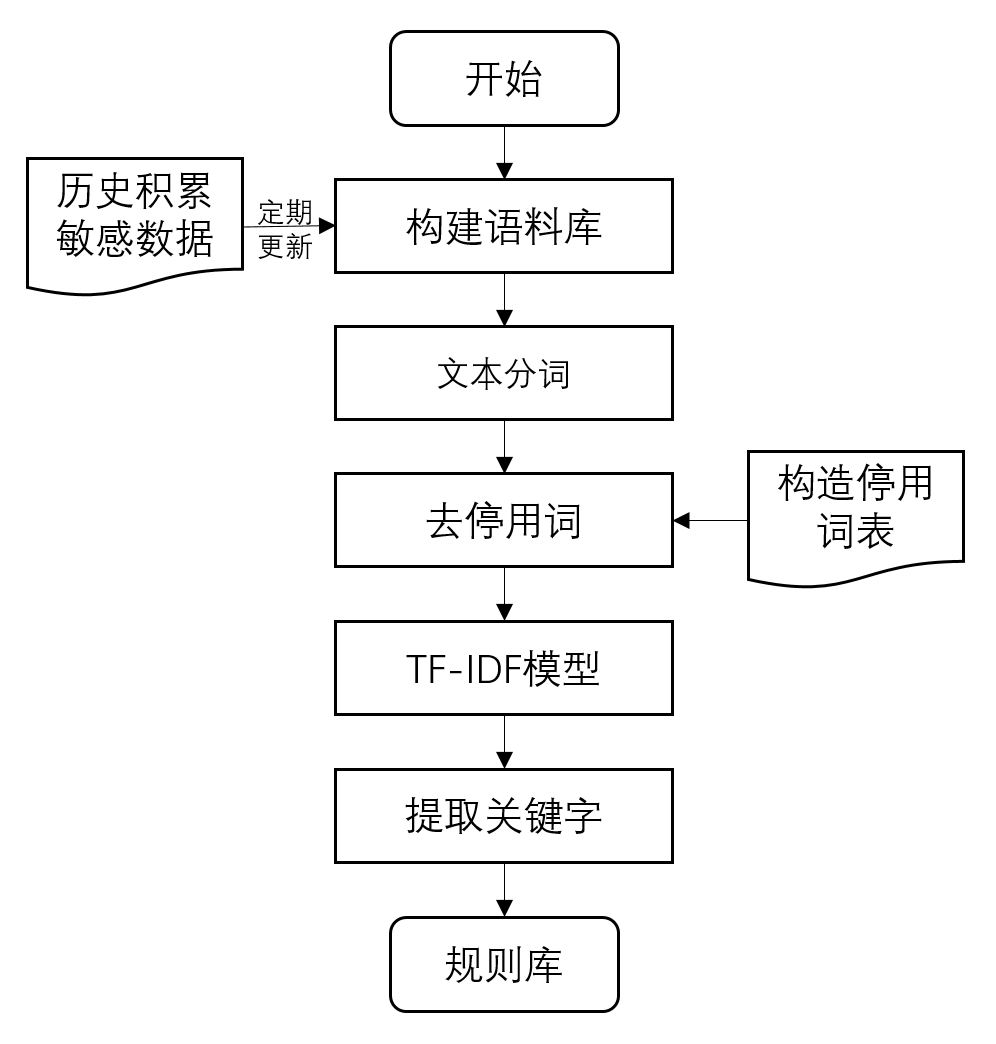 开始
历史积累
敏感数据
定期
更新
构建语料库
文本分词
去停用词
构造停用
词表
TF-IDF模型
提取关键字
规则库